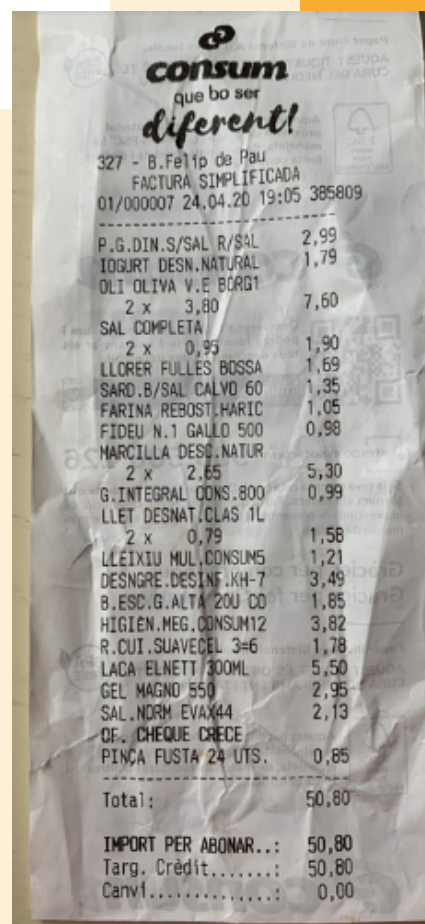 consum
que bo ser
diferent!
327 - B.Felip de Pau
FACTURA SIMPLIFICADA
01/000007 24.04.20 19:05 385809
P.G.DIN.S/SAL R/SAL 2,99
IOGURT DESN.NATURAL 1,79
OLI OLIVA V.E BORG1
2 x 3,80 7,60
SAL COMPLETA
2 x 0,95 1,90
LLORER FULLES BOSSA 1,69
SARD.B/SAL CALVO 60 1,35
FARINA REBOST.HARIC 1,05
FIDEU N.1 GALLO 500 0,98
MARCILLA DESC.NATUR
2 x 2,65 5,30
G.INTEGRAL CONS.800 0,99
LLET DESNAT.CLAS 1L
2 x 0,79 1,58
LLEIXIU MUL.CONSUM5 1,21
DESNGRE.DESINF.KH-7 3,49
B.ESC.G.ALTA 20U CO 1,85
HIGIEN.MEG.CONSUM12 3,82
R.CUI.SUAVECEL 3=6 1,78
LACA ELNETT 300ML 5,50
GEL MAGNO 550 2,95
SAL.NORM EVAX44 2,13
OF. CHEQUE CRECE
PINÇA FUSTA 24 UTS. 0,85
Total: 50,80
IMPORT PER ABONAR..: 50,80
Targ. Crèdit.......: 50,80
Canvi..............: 0,00